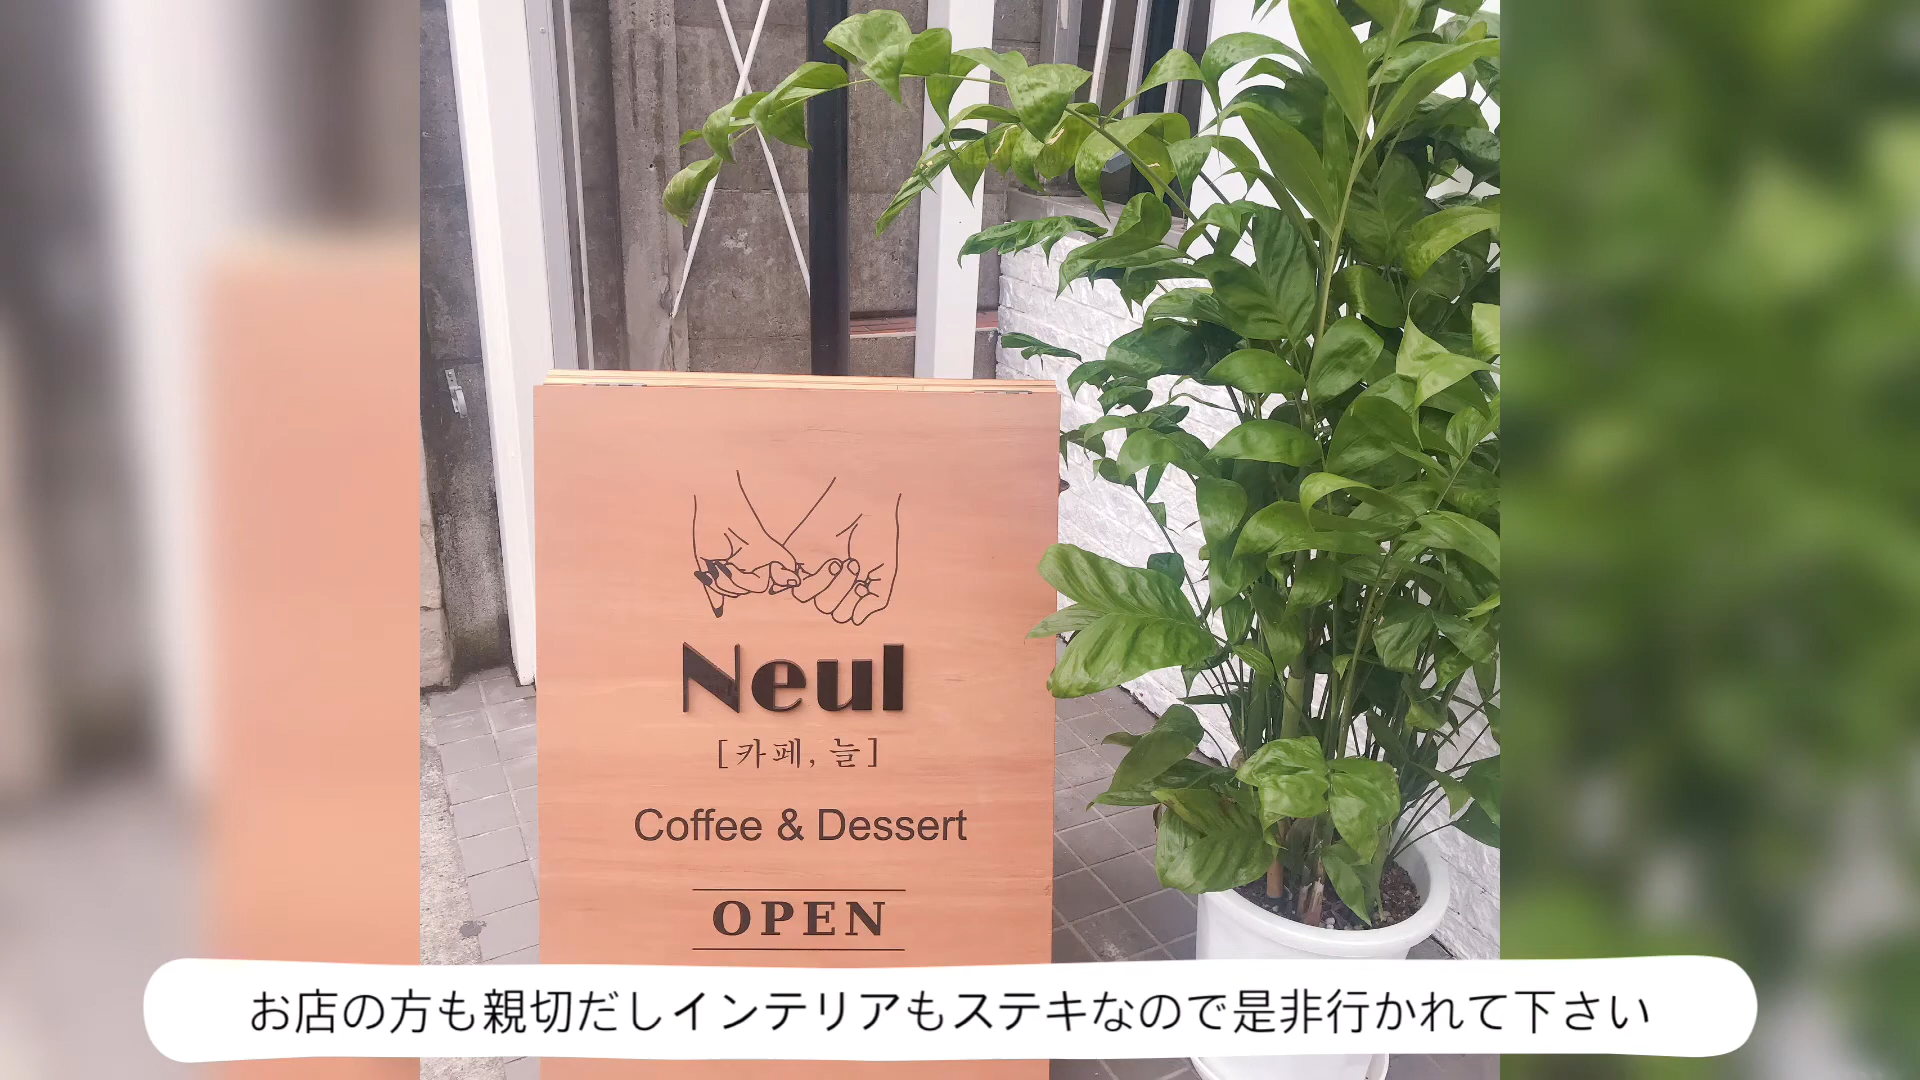 Neul
[카페, 늘]
Coffee & Dessert
OPEN
お店の方も親切だしインテリアもステキなので是非行かれて下さい